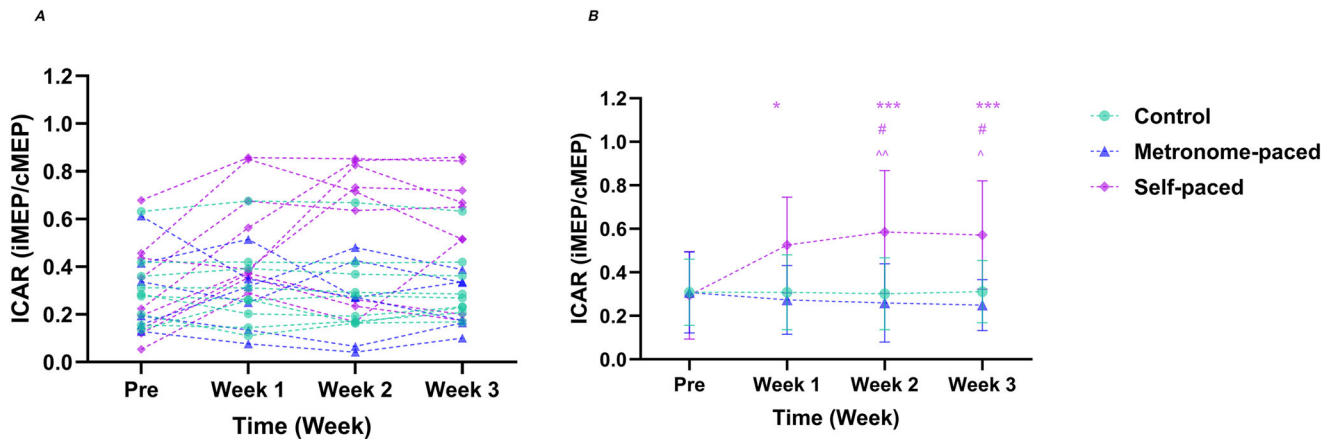 A
ICAR (iMEP/cMEP)
1.2
1.0
0.8
0.6
0.4
0.2
0.0
Pre Week 1 Week 2 Week 3
Time (Week)
B
ICAR (iMEP/cMEP)
1.2
1.0
0.8
0.6
0.4
0.2
0.0
* *** ***
# #
^^ ^
Pre Week 1 Week 2 Week 3
Time (Week)
Control
Metronome-paced
Self-paced